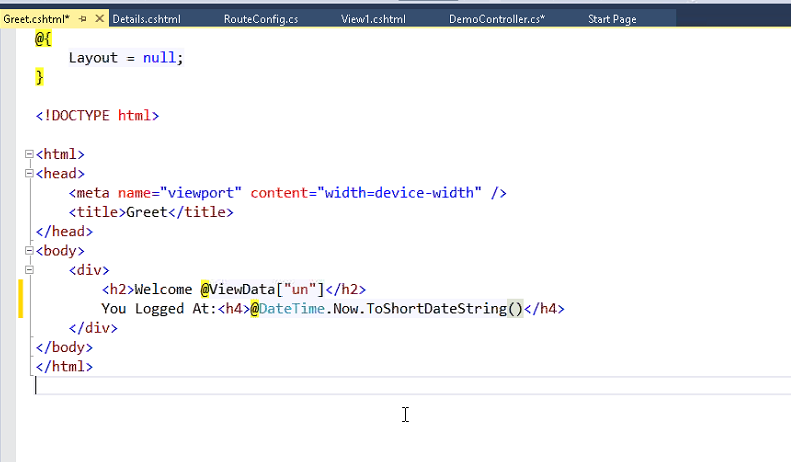 Greet.cshtml* Details.cshtml RouteConfig.cs View1.cshtml DemoController.cs* Start Page
@{
Layout = null;
}
<!DOCTYPE html>
<html>
<head>
<meta name="viewport" content="width=device-width" />
<title>Greet</title>
</head>
<body>
<div>
<h2>Welcome @ViewData["un"]</h2>
You Logged At:<h4>@DateTime.Now.ToShortDateString()</h4>
</div>
</body>
</html>